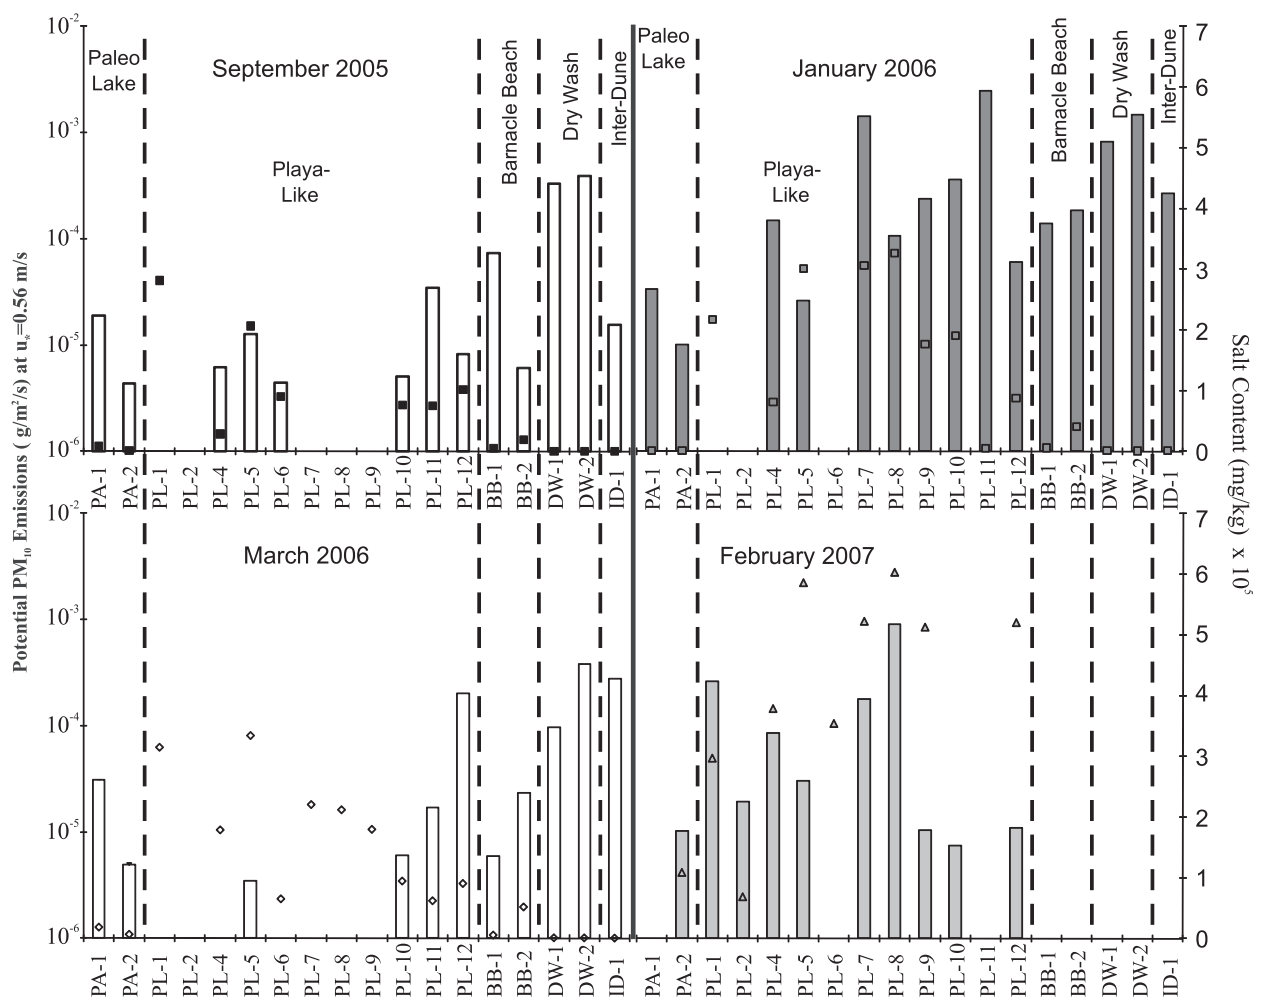 Potential PM10 Emissions ( g/m²/s) at u*=0.56 m/s
10-2
10-3
10-4
10-5
10-6
Paleo
Lake
September 2005
Playa-
Like
Barnacle Beach
Dry Wash
Inter-Dune
PA-1
PA-2
PL-1
PL-2
PL-4
PL-5
PL-6
PL-7
PL-8
PL-9
PL-10
PL-11
PL-12
BB-1
BB-2
DW-1
DW-2
ID-1
Paleo
Lake
January 2006
Playa-
Like
Barnacle Beach
Dry Wash
Inter-Dune
7
6
5
4
3
2
1
0
PA-1
PA-2
PL-1
PL-2
PL-4
PL-5
PL-6
PL-7
PL-8
PL-9
PL-10
PL-11
PL-12
BB-1
BB-2
DW-1
DW-2
ID-1
Salt Content (mg/kg) x 10⁵
10-2
10-3
10-4
10-5
10-6
March 2006
PA-1
PA-2
PL-1
PL-2
PL-4
PL-5
PL-6
PL-7
PL-8
PL-9
PL-10
PL-11
PL-12
BB-1
BB-2
DW-1
DW-2
ID-1
February 2007
7
6
5
4
3
2
1
0
PA-1
PA-2
PL-1
PL-2
PL-4
PL-5
PL-6
PL-7
PL-8
PL-9
PL-10
PL-11
PL-12
BB-1
BB-2
DW-1
DW-2
ID-1